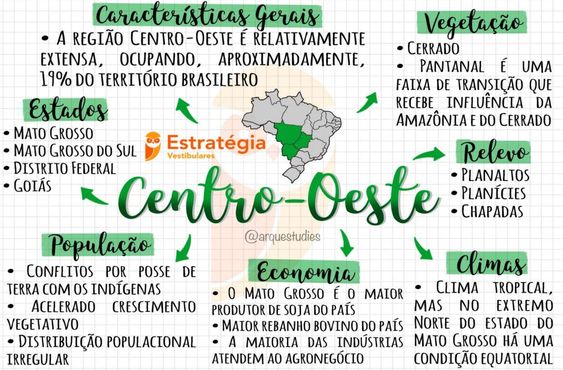 Características Gerais
• A região Centro-Oeste é relativamente
extensa, ocupando, aproximadamente,
19% do território brasileiro
Vegetação
• Cerrado
• Pantanal é uma
faixa de transição que
recebe influência da
Amazônia e do Cerrado
Estados
• Mato Grosso
• Mato Grosso do Sul
• Distrito Federal
• Goiás
Estratégia
Vestibulares
Relevo
• Planaltos
• Planícies
• Chapadas
Centro-Oeste
@arquestudies
População
• Conflitos por posse de
terra com os indígenas
• Acelerado crescimento
vegetativo
• Distribuição populacional
irregular
Economia
• O Mato Grosso é o maior
produtor de soja do país
• Maior rebanho bovino do país
• A maioria das indústrias
atendem ao agronegócio
Climas
• Clima tropical,
mas no extremo
Norte do estado do
Mato Grosso há uma
condição equatorial